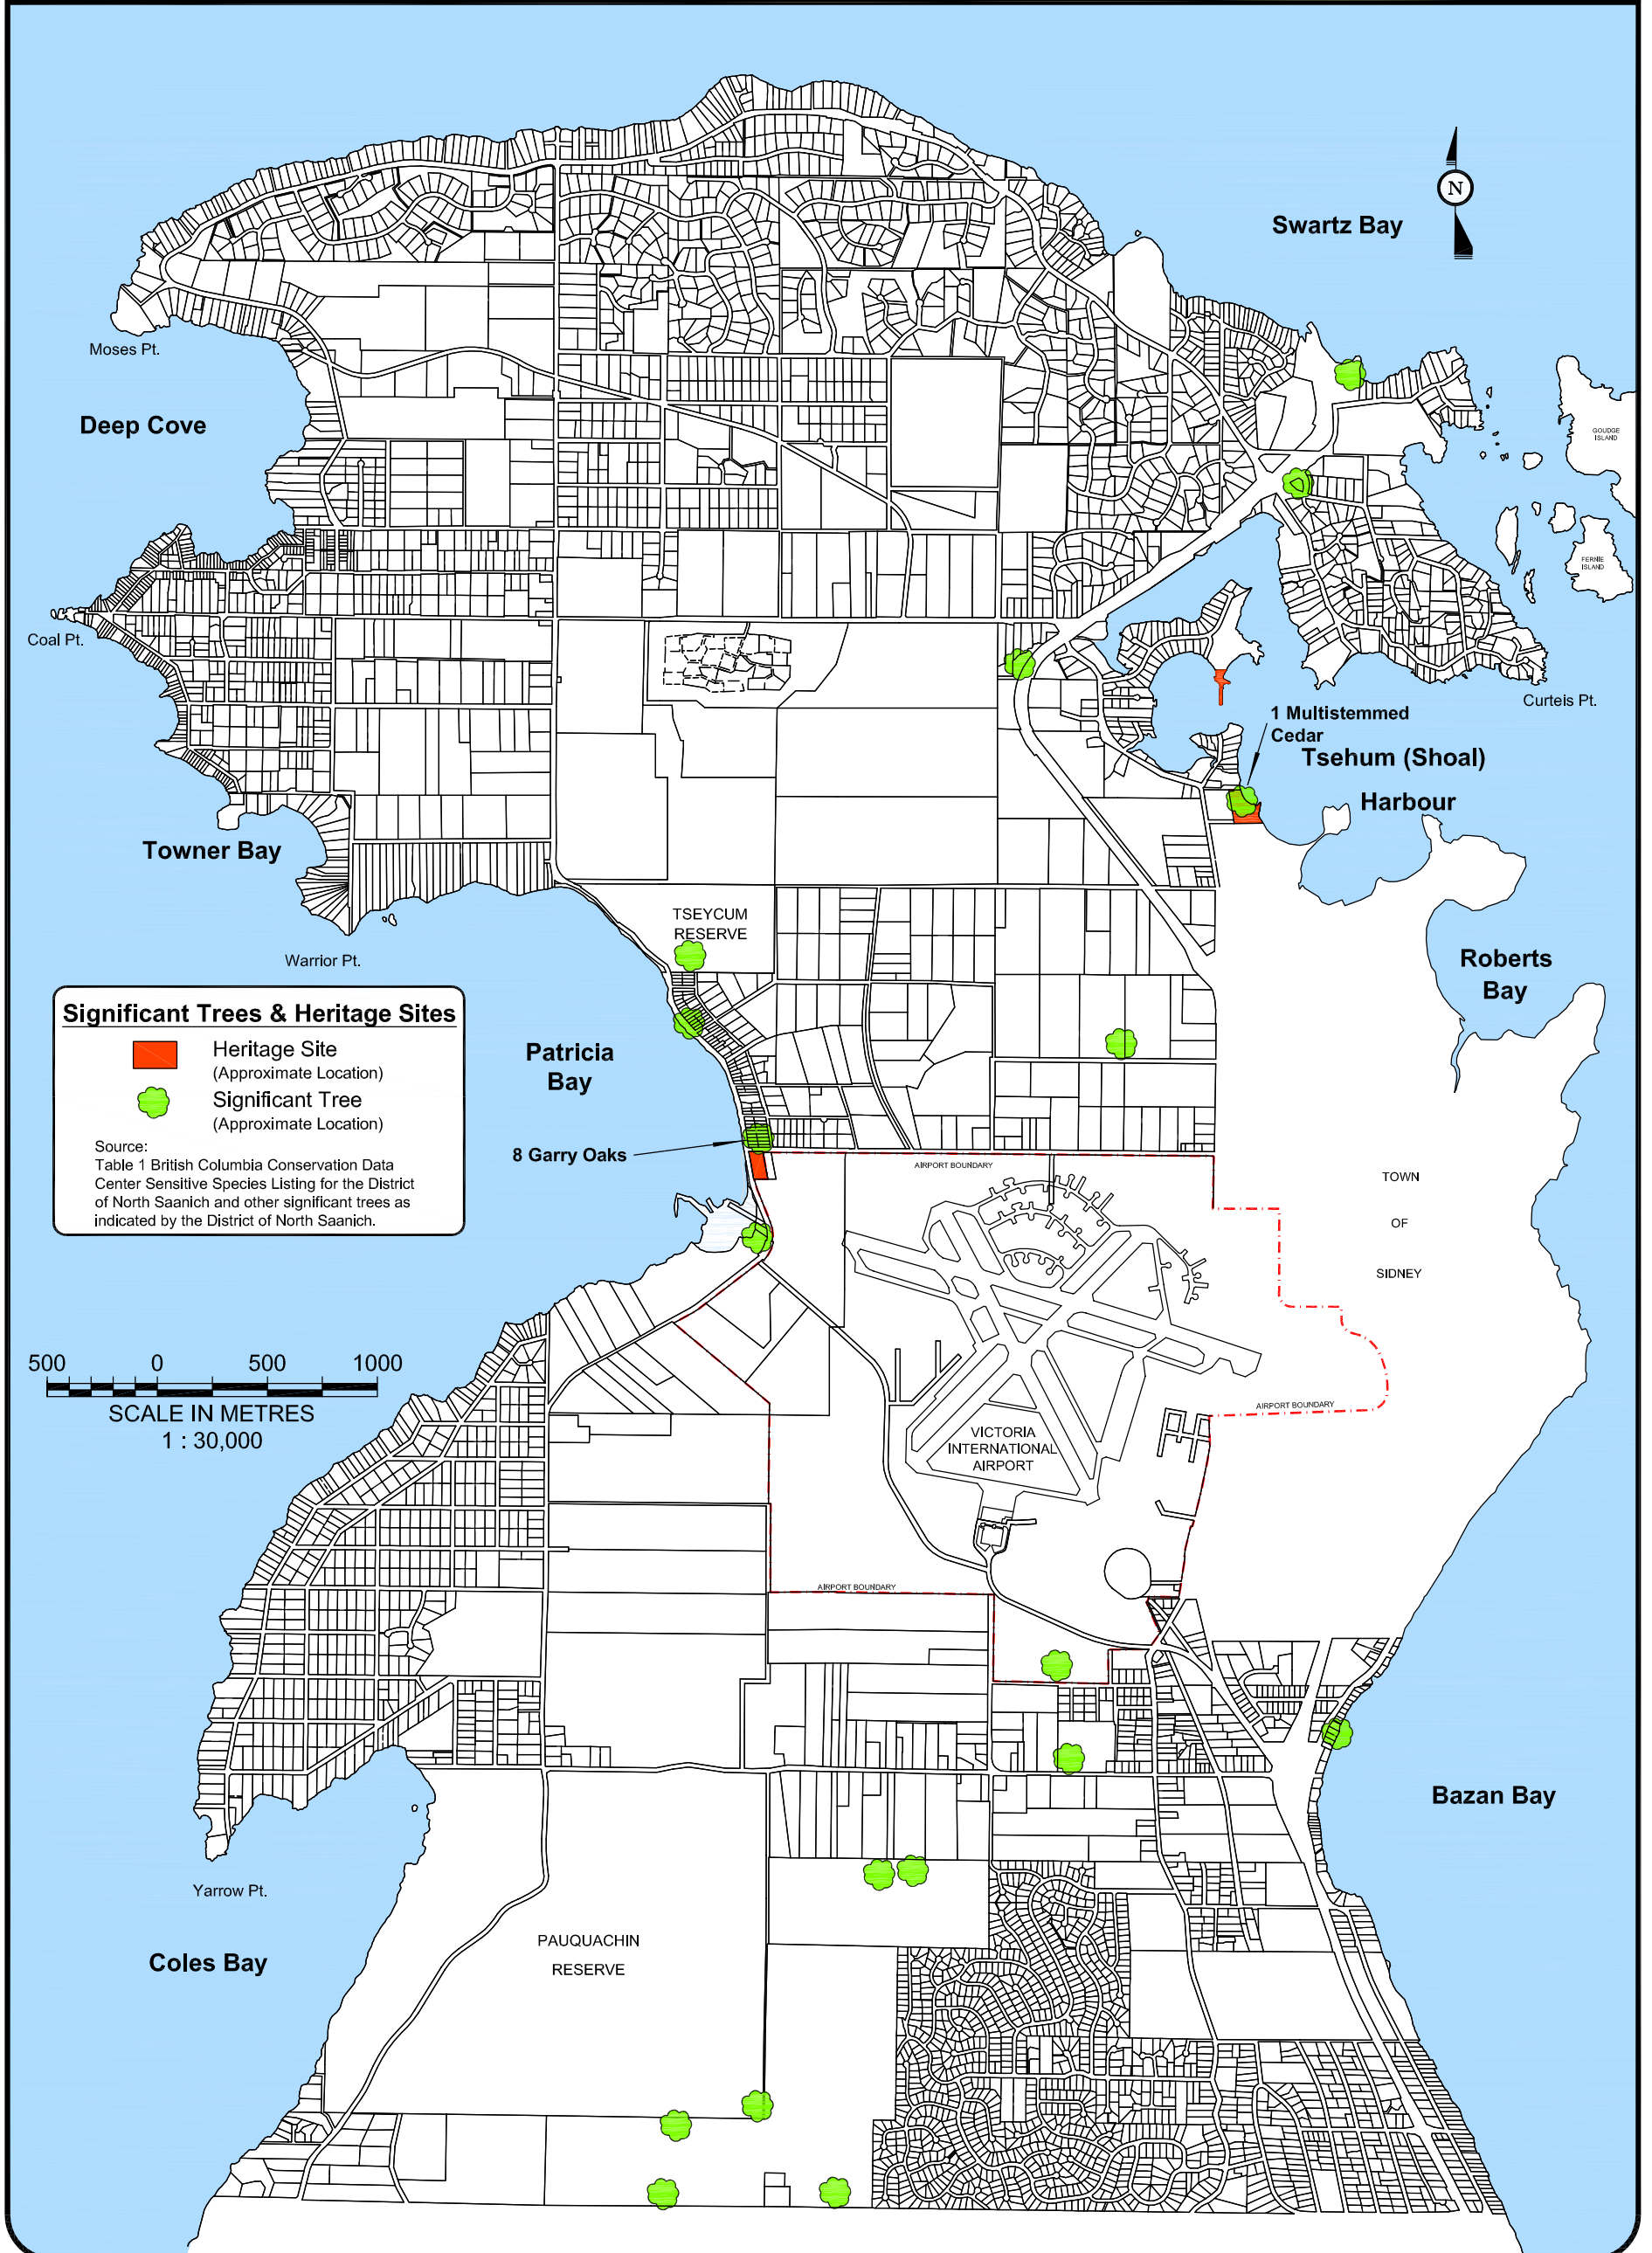 N
Swartz Bay
Moses Pt.
Deep Cove
GOUDGE
ISLAND
FERNIE
ISLAND
Coal Pt.
Curteis Pt.
1 Multistemmed
Cedar
Tsehum (Shoal)
Harbour
Towner Bay
TSEYCUM
RESERVE
Warrior Pt.
Roberts
Bay
Significant Trees & Heritage Sites
Heritage Site
(Approximate Location)
Significant Tree
(Approximate Location)
Source:
Table 1 British Columbia Conservation Data
Center Sensitive Species Listing for the District
of North Saanich and other significant trees as
indicated by the District of North Saanich.
Patricia
Bay
8 Garry Oaks
AIRPORT BOUNDARY
TOWN
OF
SIDNEY
500 0 500 1000
SCALE IN METRES
1 : 30,000
AIRPORT BOUNDARY
VICTORIA
INTERNATIONAL
AIRPORT
AIRPORT BOUNDARY
Bazan Bay
Yarrow Pt.
Coles Bay
PAUQUACHIN
RESERVE